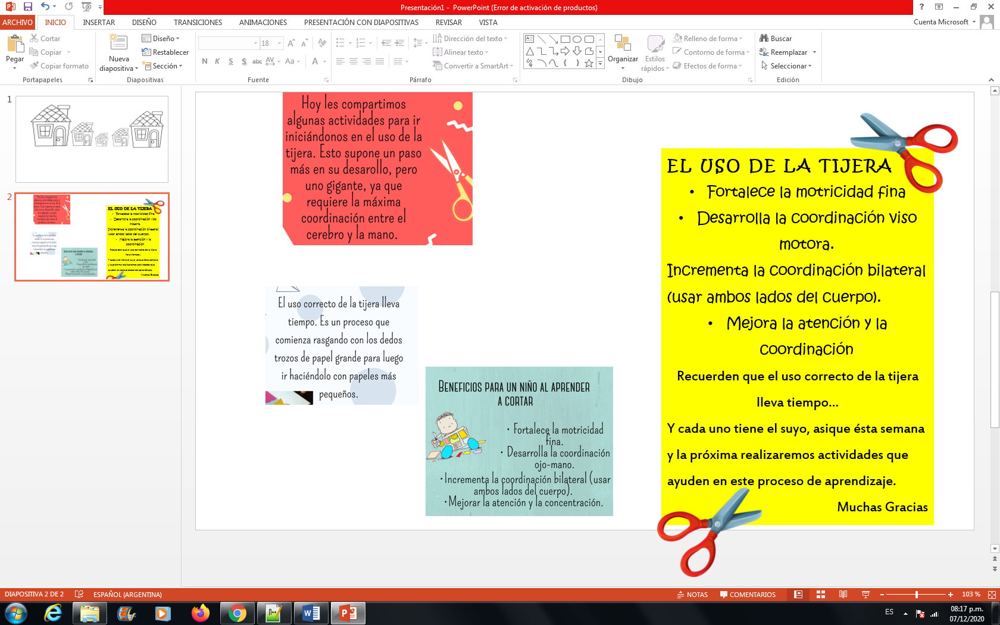 Presentación1 - PowerPoint (Error de activación de productos)
ARCHIVO INICIO INSERTAR DISEÑO TRANSICIONES ANIMACIONES PRESENTACIÓN CON DIAPOSITIVAS REVISAR VISTA
Cuenta Microsoft
Pegar
Cortar
Copiar
Copiar formato
Portapapeles
Nueva
diapositiva
Diseño
Restablecer
Sección
Diapositivas
18
N K S S abc AV Aa A
Fuente
Dirección del texto
Alinear texto
Convertir a SmartArt
Párrafo
Organizar
Estilos
rápidos
Relleno de forma
Contorno de forma
Efectos de forma
Dibujo
Buscar
Reemplazar
Seleccionar
Edición
1
2
Hoy les compartimos
algunas actividades para ir
iniciándonos en el uso de la
tijera. Esto supone un paso
más en su desarollo, pero
uno gigante, ya que
requiere la máxima
coordinación entre el
cerebro y la mano.
El uso correcto de la tijera lleva
tiempo. Es un proceso que
comienza rasgando con los dedos
trozos de papel grande para luego
ir haciéndolo con papeles más
pequeños.
BENEFICIOS PARA UN NIÑO AL APRENDER
A CORTAR
• Fortalece la motricidad
fina.
• Desarrolla la coordinación
ojo-mano.
•Incrementa la coordinación bilateral (usar
ambos lados del cuerpo).
•Mejorar la atención y la concentración.
EL USO DE LA TIJERA
• Fortalece la motricidad fina
• Desarrolla la coordinación viso
motora.
Incrementa la coordinación bilateral
(usar ambos lados del cuerpo).
• Mejora la atención y la
coordinación
Recuerden que el uso correcto de la tijera
lleva tiempo...
Y cada uno tiene el suyo, asique ésta semana
y la próxima realizaremos actividades que
ayuden en este proceso de aprendizaje.
Muchas Gracias
DIAPOSITIVA 2 DE 2 ESPAÑOL (ARGENTINA)
NOTAS COMENTARIOS 103 %
ES
08:17 p.m.
07/12/2020